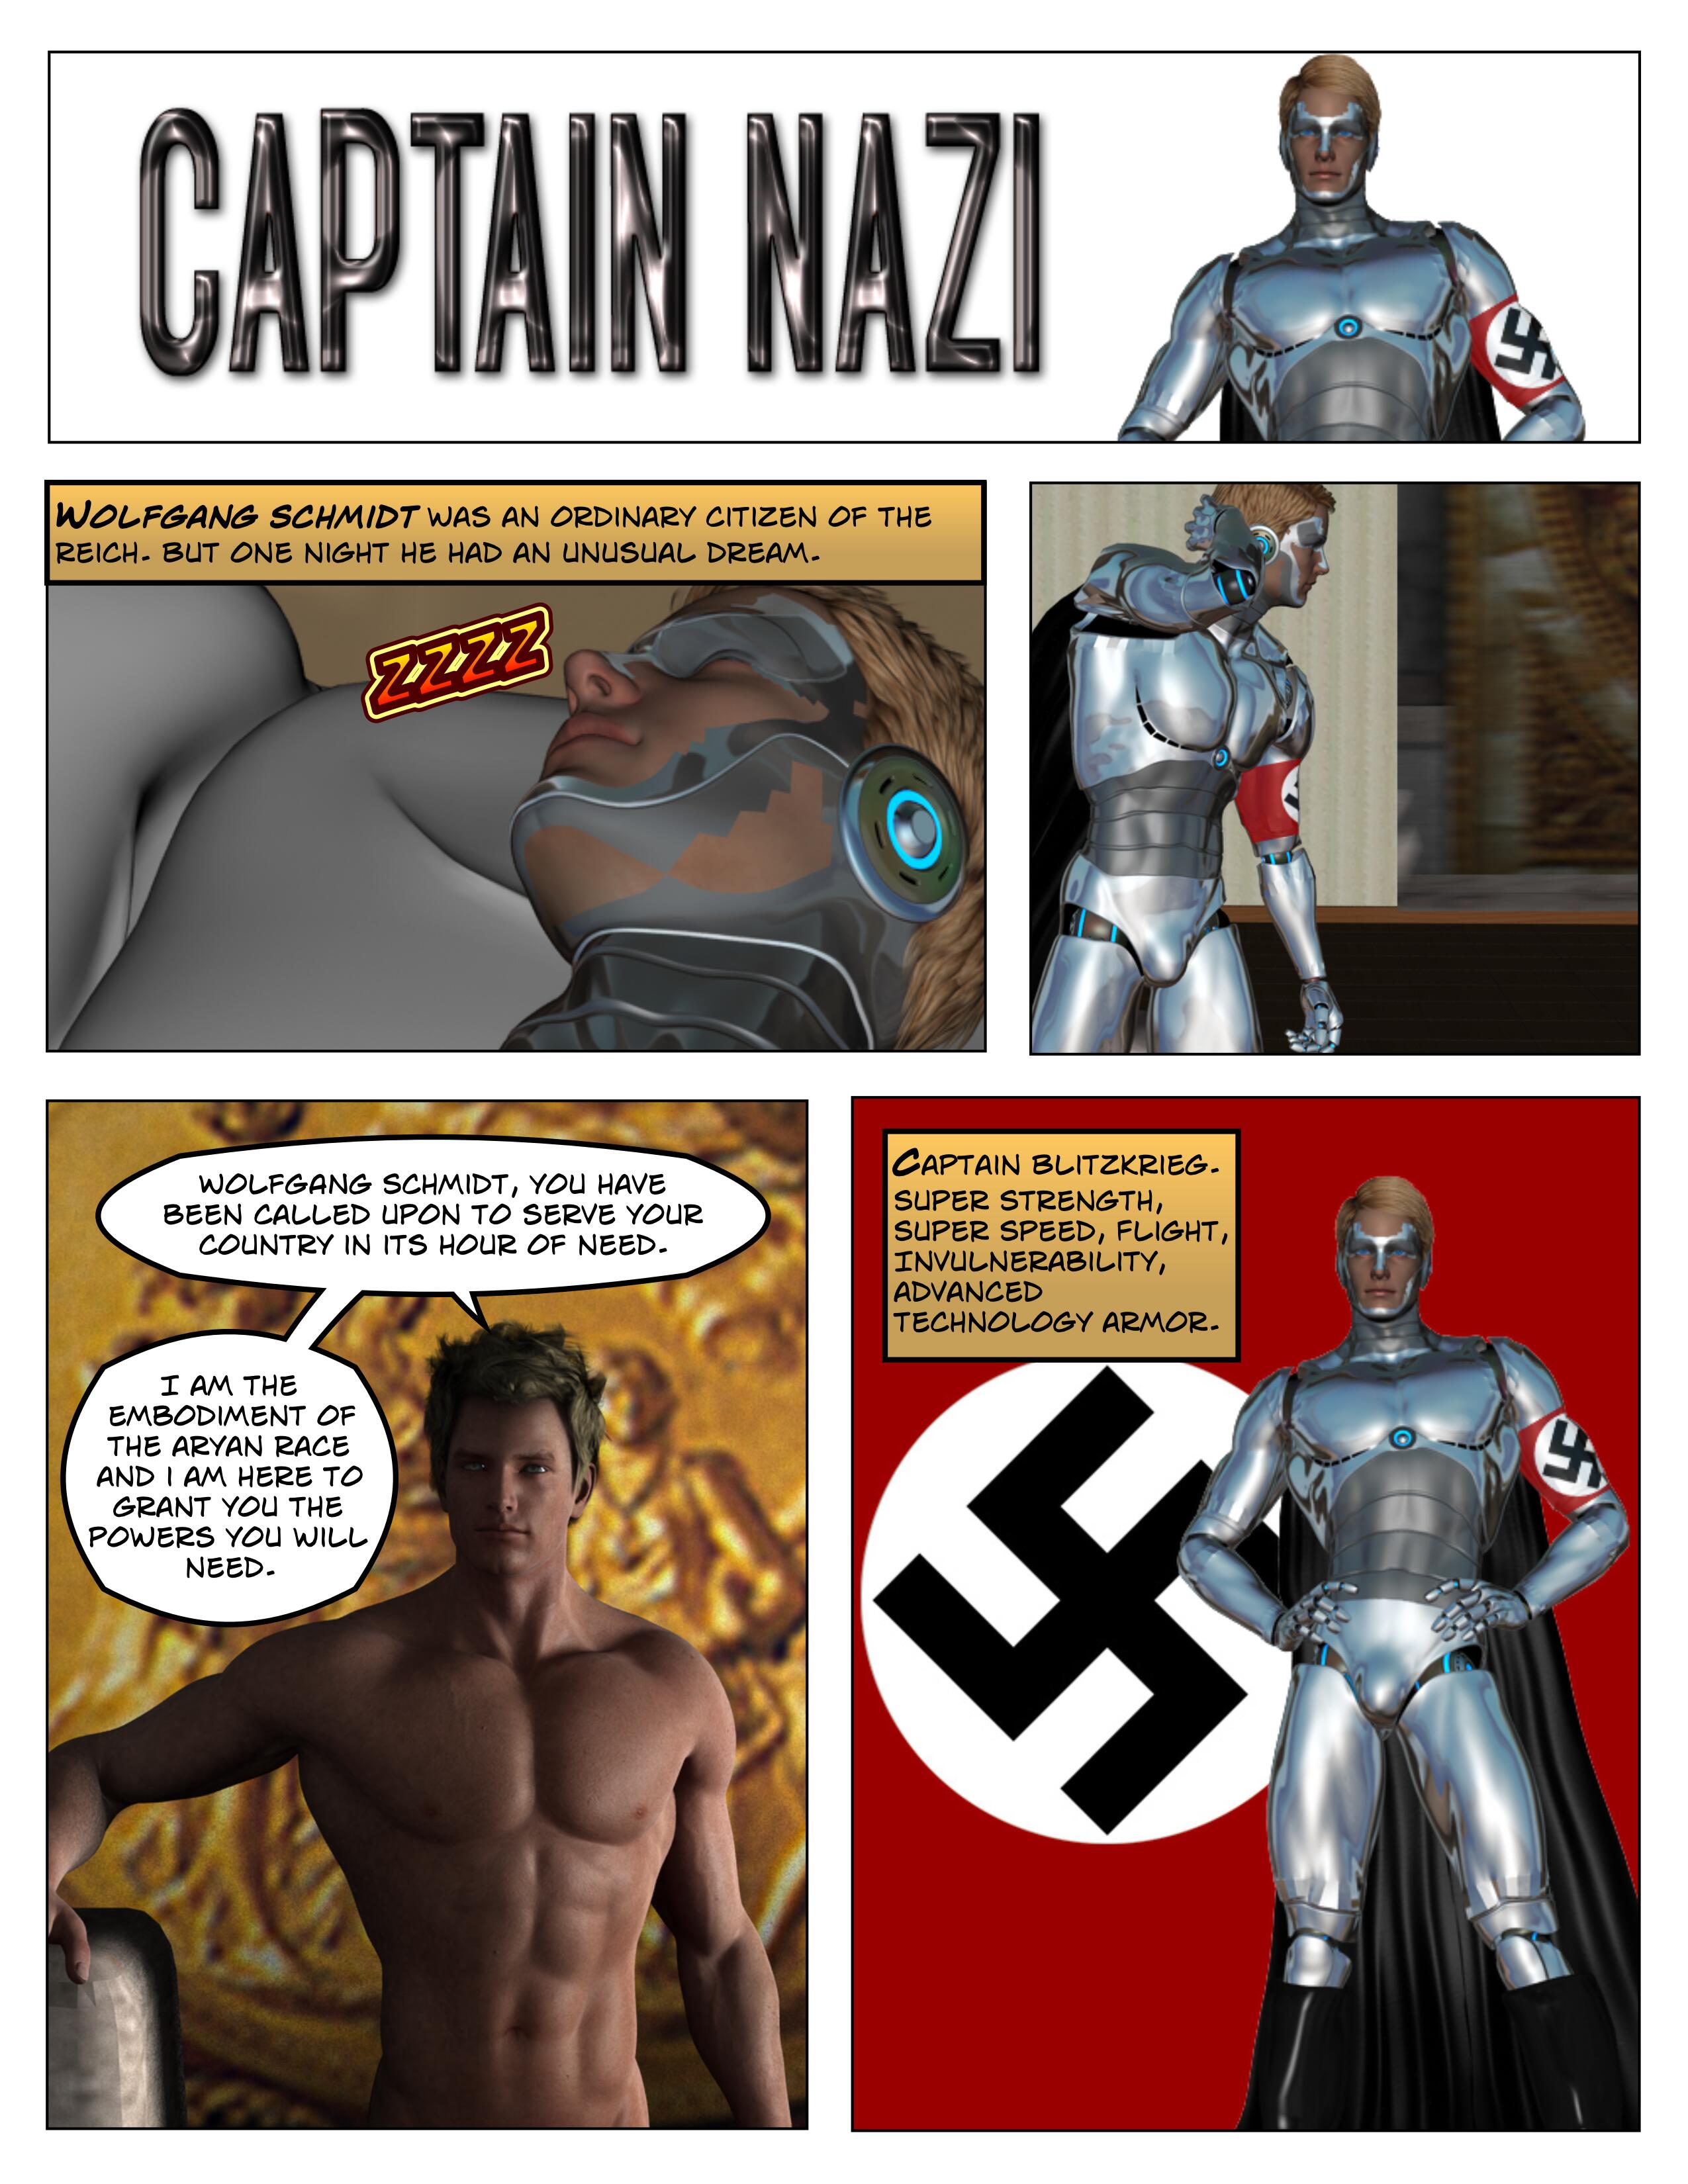 CAPTAIN NAZI
WOLFGANG SCHMIDT WAS AN ORDINARY CITIZEN OF THE
REICH. BUT ONE NIGHT HE HAD AN UNUSUAL DREAM.
ZZZZ
WOLFGANG SCHMIDT, YOU HAVE
BEEN CALLED UPON TO SERVE YOUR
COUNTRY IN ITS HOUR OF NEED.
I AM THE
EMBODIMENT OF
THE ARYAN RACE
AND I AM HERE TO
GRANT YOU THE
POWERS YOU WILL
NEED.
CAPTAIN BLITZKRIEG.
SUPER STRENGTH,
SUPER SPEED, FLIGHT,
INVULNERABILITY,
ADVANCED
TECHNOLOGY ARMOR.